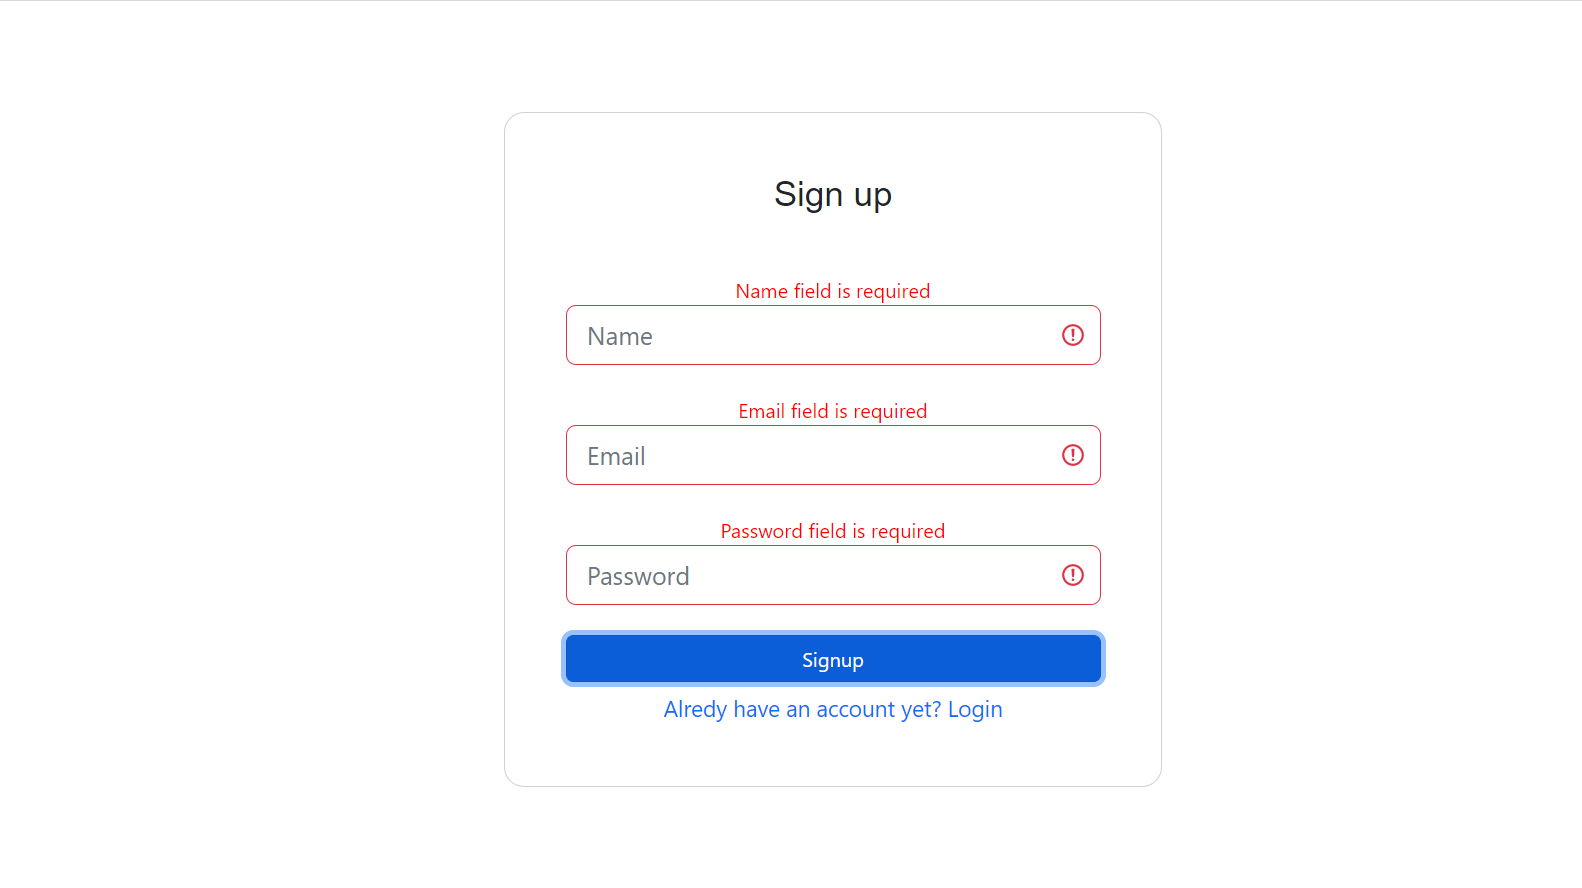 Sign up
Name field is required
Name
Email field is required
Email
Password field is required
Password
Signup
Alredy have an account yet? Login